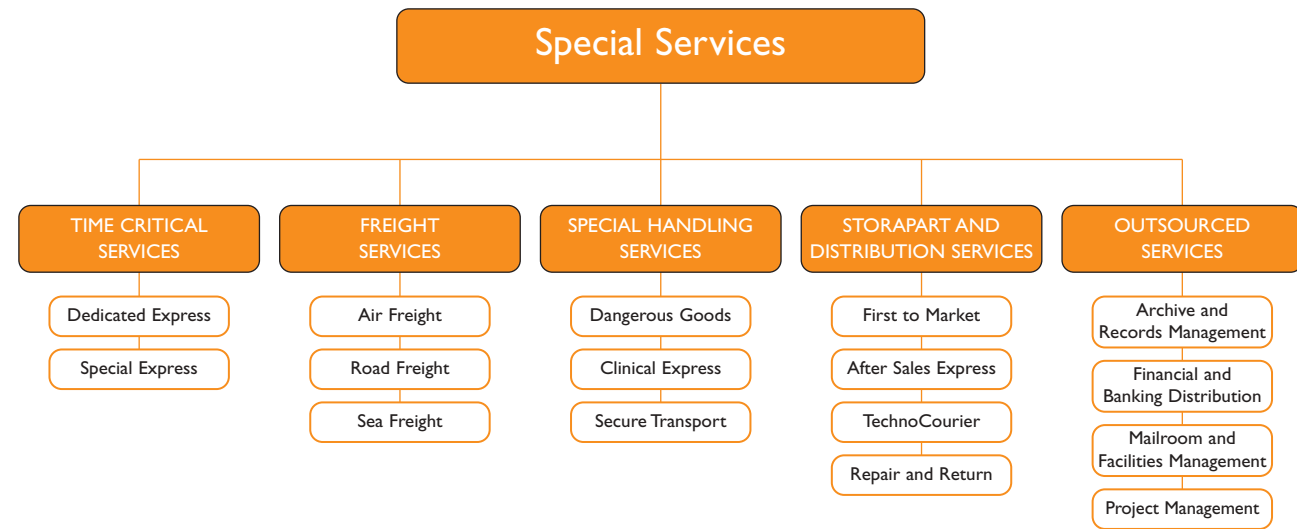 Special Services
TIME CRITICAL
SERVICES
Dedicated Express
Special Express
FREIGHT
SERVICES
Air Freight
Road Freight
Sea Freight
SPECIAL HANDLING
SERVICES
Dangerous Goods
Clinical Express
Secure Transport
STORAPART AND
DISTRIBUTION SERVICES
First to Market
After Sales Express
TechnoCourier
Repair and Return
OUTSOURCED
SERVICES
Archive and
Records Management
Financial and
Banking Distribution
Mailroom and
Facilities Management
Project Management